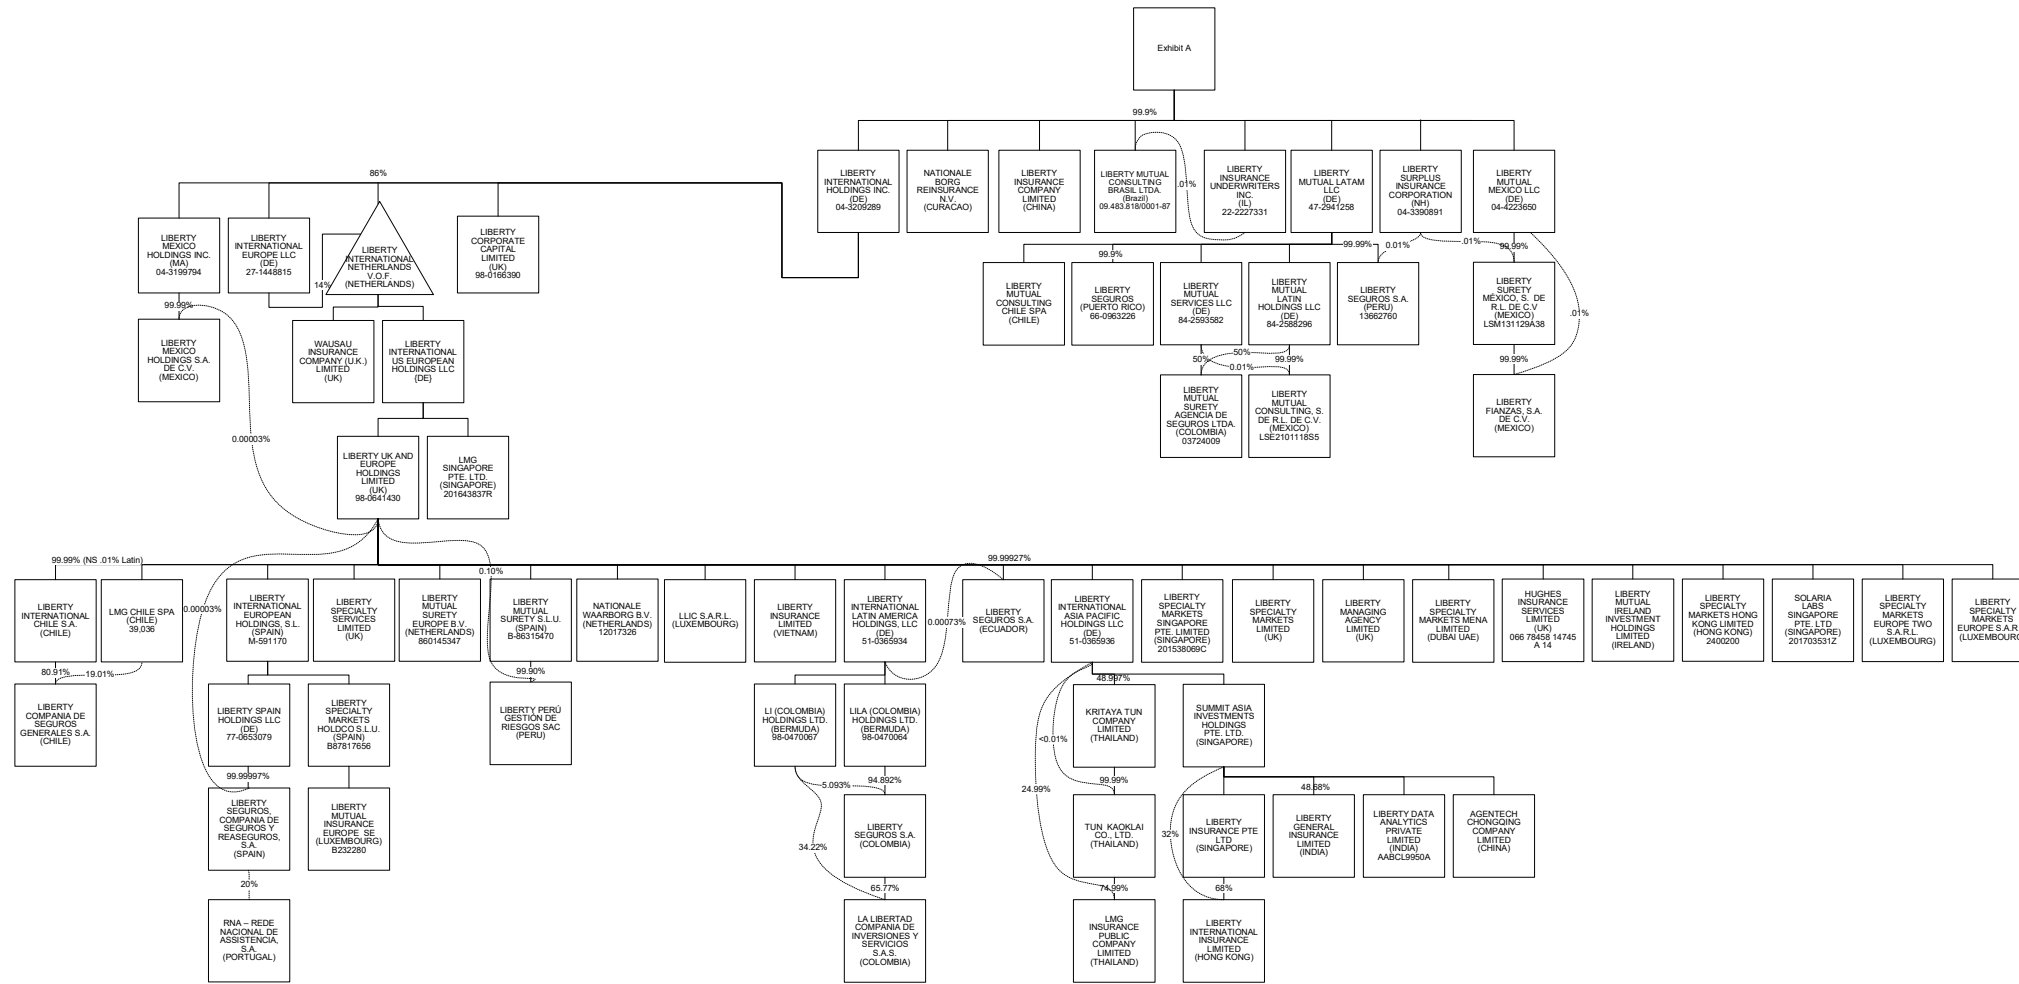 Exhibit A
99.9%
LIBERTY
INTERNATIONAL
HOLDINGS INC.
(DE)
04-3209289
NATIONALE
BORG
REINSURANCE
N.V.
(CURACAO)
LIBERTY
INSURANCE
COMPANY
LIMITED
(CHINA)
LIBERTY MUTUAL
CONSULTING
BRASIL LTDA.
(Brazil)
09.483.818/0001-87
.01%
LIBERTY
INSURANCE
UNDERWRITERS
INC.
(IL)
22-2227331
LIBERTY
MUTUAL LATAM
LLC
(DE)
47-2941258
LIBERTY
SURPLUS
INSURANCE
CORPORATION
(NH)
04-3390891
LIBERTY
MUTUAL
MEXICO LLC
(DE)
04-4223650
86%
LIBERTY
MEXICO
HOLDINGS INC.
(MA)
04-3199794
LIBERTY
INTERNATIONAL
EUROPE LLC
(DE)
27-1448815
14%
LIBERTY
INTERNATIONAL
NETHERLANDS
V.O.F.
(NETHERLANDS)
LIBERTY
CORPORATE
CAPITAL
LIMITED
(UK)
98-0166390
99.9%
99.99%
0.01%
.01%
99.99%
LIBERTY
MUTUAL
CONSULTING
CHILE SPA
(CHILE)
LIBERTY
SEGUROS
(PUERTO RICO)
66-0963226
LIBERTY
MUTUAL
SERVICES LLC
(DE)
84-2593582
LIBERTY
MUTUAL
LATIN
HOLDINGS LLC
(DE)
84-2588296
LIBERTY
SEGUROS S.A.
(PERU)
13662760
LIBERTY
SURETY
MÉXICO, S. DE
R.L. DE C.V
(MEXICO)
LSM131129A38
.01%
99.99%
LIBERTY
MEXICO
HOLDINGS S.A.
DE C.V.
(MEXICO)
WAUSAU
INSURANCE
COMPANY (U.K.)
LIMITED
(UK)
LIBERTY
INTERNATIONAL
US EUROPEAN
HOLDINGS LLC
{DE}
50%
50%
0.01%
99.99%
99.99%
LIBERTY
MUTUAL
SURETY
AGENCIA DE
SEGUROS LTDA.
(COLOMBIA)
03724009
LIBERTY
MUTUAL
CONSULTING, S.
DE R.L. DE C.V.
(MEXICO)
LSE2101118S5
LIBERTY
FIANZAS, S.A.
DE C.V.
(MEXICO)
0.00003%
LIBERTY UK AND
EUROPE
HOLDINGS
LIMITED
(UK)
98-0641430
LMG
SINGAPORE
PTE. LTD.
(SINGAPORE)
201643837R
99.99% (NS .01% Latin)
99.99927%
0.10%
0.00003%
0.00073%
LIBERTY
INTERNATIONAL
CHILE S.A.
(CHILE)
LMG CHILE SPA
(CHILE)
39,036
LIBERTY
INTERNATIONAL
EUROPEAN
HOLDINGS, S.L.
(SPAIN)
M-591170
LIBERTY
SPECIALTY
SERVICES
LIMITED
(UK)
LIBERTY
MUTUAL
SURETY
EUROPE B.V.
(NETHERLANDS)
860145347
LIBERTY
MUTUAL
SURETY S.L.U.
(SPAIN)
B-86315470
NATIONALE
WAARBORG B.V.
(NETHERLANDS)
12017326
LLIC S.A.R.L.
(LUXEMBOURG)
LIBERTY
INSURANCE
LIMITED
(VIETNAM)
LIBERTY
INTERNATIONAL
LATIN AMERICA
HOLDINGS, LLC
(DE)
51-0365934
LIBERTY
SEGUROS S.A.
(ECUADOR)
LIBERTY
INTERNATIONAL
ASIA PACIFIC
HOLDINGS LLC
(DE)
51-0365936
LIBERTY
SPECIALTY
MARKETS
SINGAPORE
PTE. LIMITED
(SINGAPORE)
201538069C
LIBERTY
SPECIALTY
MARKETS
LIMITED
(UK)
LIBERTY
MANAGING
AGENCY
LIMITED
(UK)
LIBERTY
SPECIALTY
MARKETS MENA
LIMITED
(DUBAI UAE)
HUGHES
INSURANCE
SERVICES
LIMITED
(UK)
066 78458 14745
A 14
LIBERTY
MUTUAL
IRELAND
INVESTMENT
HOLDINGS
LIMITED
(IRELAND)
LIBERTY
SPECIALTY
MARKETS HONG
KONG LIMITED
(HONG KONG)
2400200
SOLARIA
LABS
SINGAPORE
PTE. LTD
(SINGAPORE)
201703531Z
LIBERTY
SPECIALTY
MARKETS
EUROPE TWO
S.A.R.L.
(LUXEMBOURG)
LIBERTY
SPECIALTY
MARKETS
EUROPE S.A.R
(LUXEMBOURG
80.91%
19.01%
99.90%
48.997%
LIBERTY
COMPANIA DE
SEGUROS
GENERALES S.A.
(CHILE)
LIBERTY SPAIN
HOLDINGS LLC
(DE)
77-0653079
LIBERTY
SPECIALTY
MARKETS
HOLDCO S.L.U.
(SPAIN)
B87817656
LIBERTY PERÚ
GESTIÓN DE
RIESGOS SAC
(PERU)
LI (COLOMBIA)
HOLDINGS LTD.
(BERMUDA)
98-0470067
LILA (COLOMBIA)
HOLDINGS LTD.
(BERMUDA)
98-0470064
KRITAYA TUN
COMPANY
LIMITED
(THAILAND)
SUMMIT ASIA
INVESTMENTS
HOLDINGS
PTE. LTD.
(SINGAPORE)
<0.01%
99.99997%
5.093%
94.892%
24.99%
99.99%
48.68%
LIBERTY
SEGUROS,
COMPANIA DE
SEGUROS Y
REASEGUROS,
S.A.
(SPAIN)
LIBERTY
MUTUAL
INSURANCE
EUROPE SE
(LUXEMBOURG)
B232280
LIBERTY
SEGUROS S.A.
(COLOMBIA)
TUN KAOKLAI
CO., LTD.
(THAILAND)
LIBERTY
INSURANCE PTE
LTD
(SINGAPORE)
LIBERTY
GENERAL
INSURANCE
LIMITED
(INDIA)
LIBERTY DATA
ANALYTICS
PRIVATE
LIMITED
(INDIA)
AABCL9950A
AGENTECH
CHONGQING
COMPANY
LIMITED
(CHINA)
34.22%
32%
20%
65.77%
74.99%
68%
RNA – REDE
NACIONAL DE
ASSISTENCIA,
S.A.
(PORTUGAL)
LA LIBERTAD
COMPANIA DE
INVERSIONES Y
SERVICIOS
S.A.S.
(COLOMBIA)
LMG
INSURANCE
PUBLIC
COMPANY
LIMITED
(THAILAND)
LIBERTY
INTERNATIONAL
INSURANCE
LIMITED
(HONG KONG)